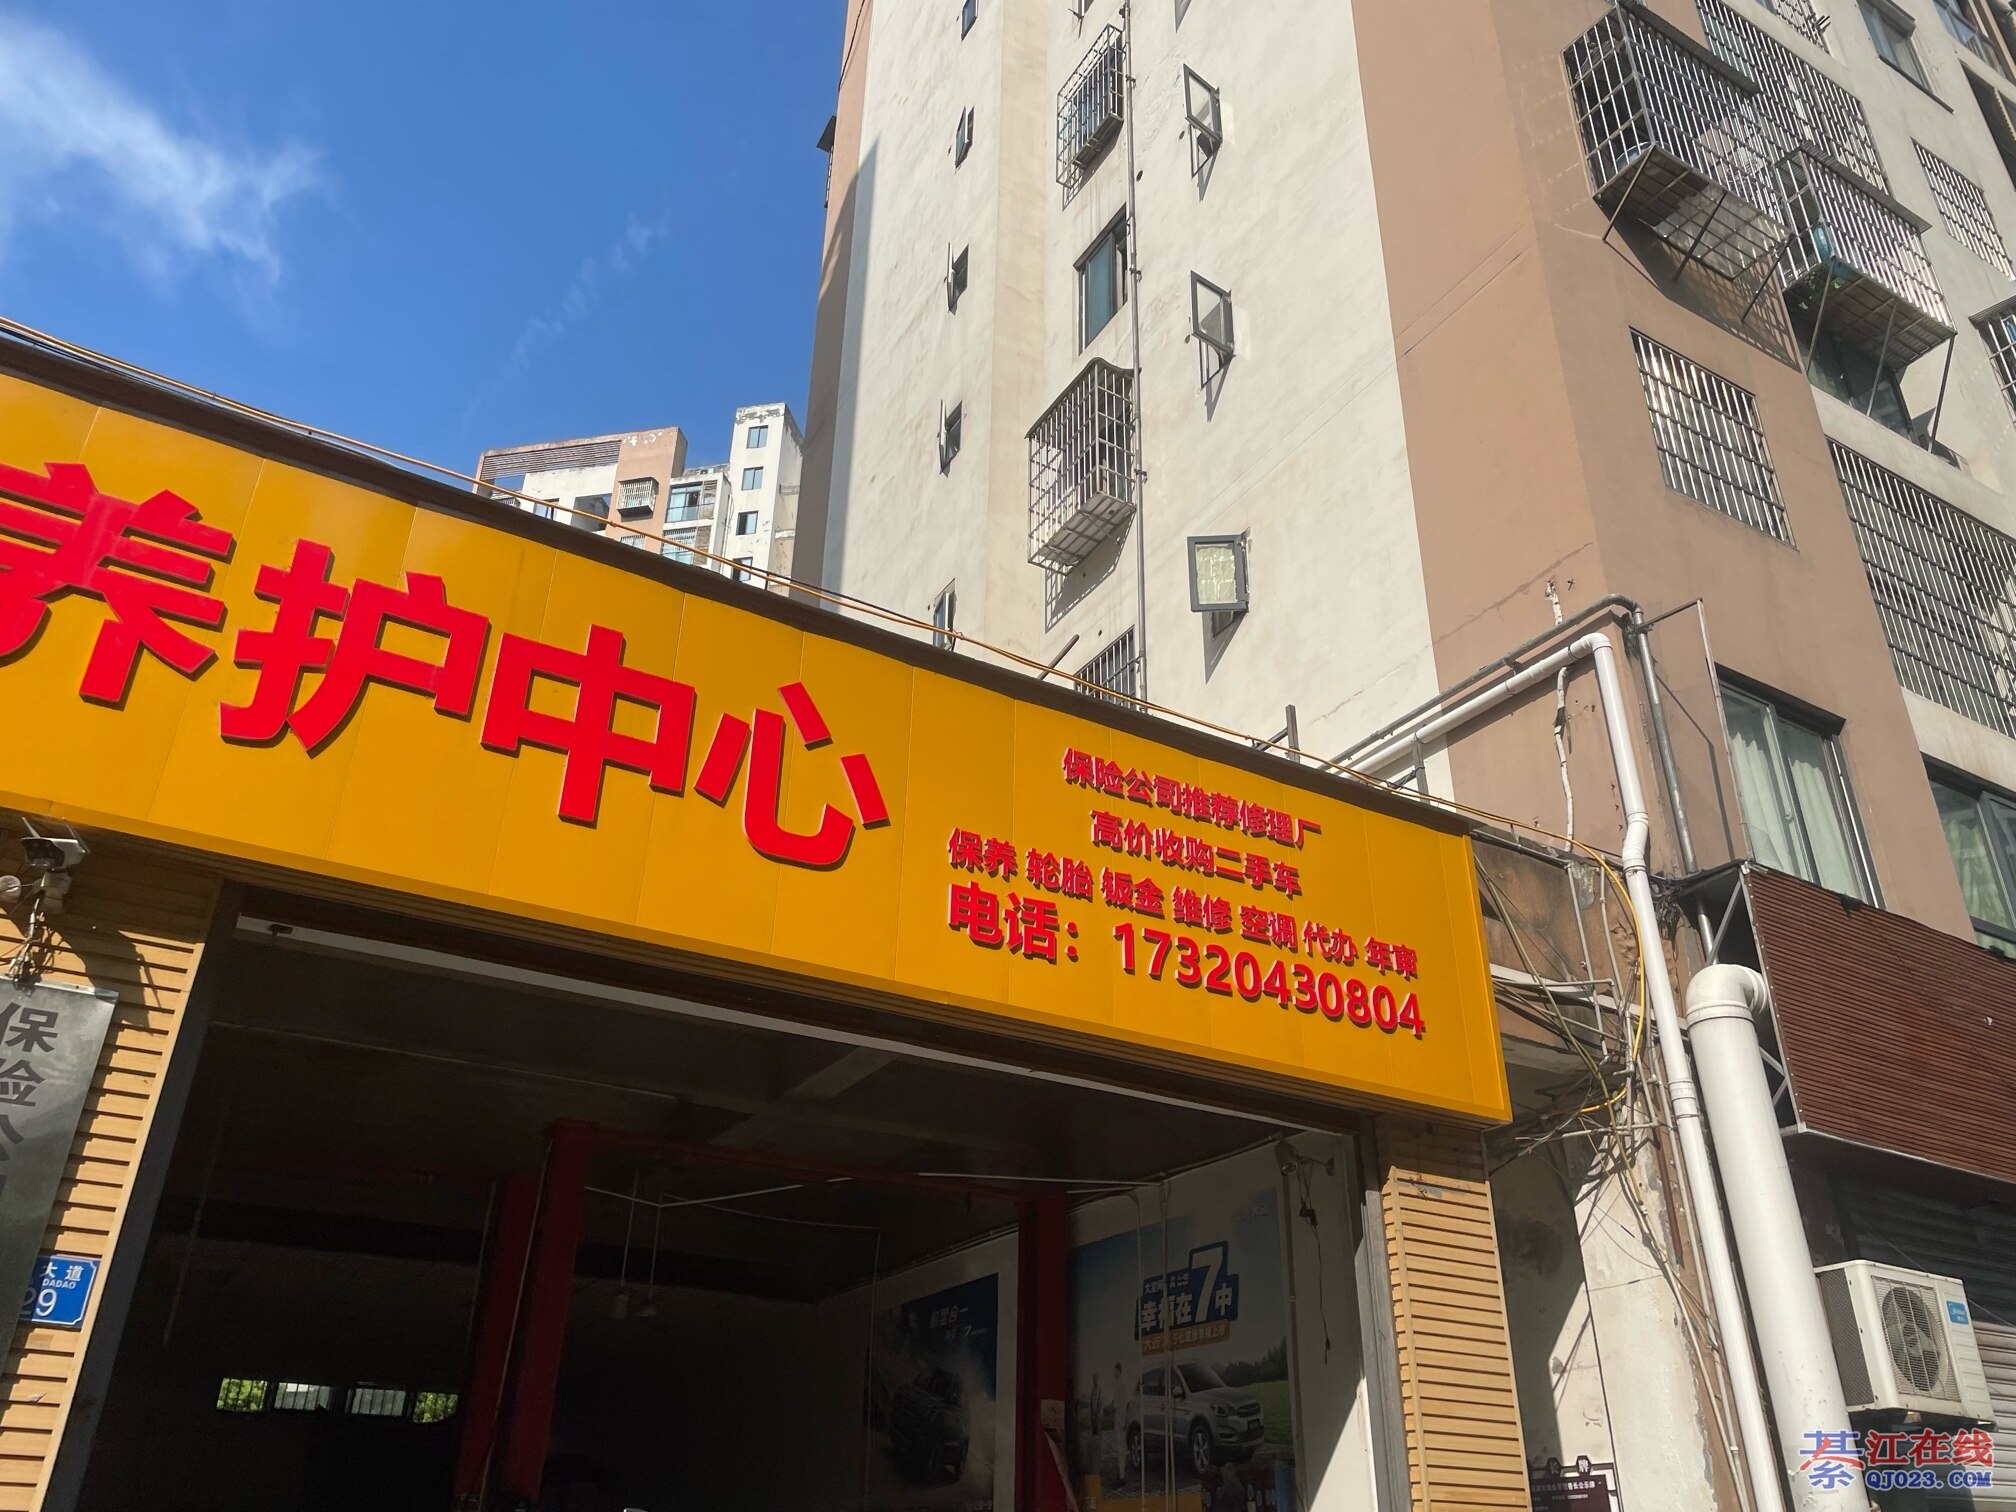 养护中心
保险公司推荐修理厂
高价收购二手车
保养 轮胎 钣金 维修 空调 代办 年审
电话：17320430804
保险公
大道
DADAO
29
幸福在7中
綦江在线
QJ023.COM